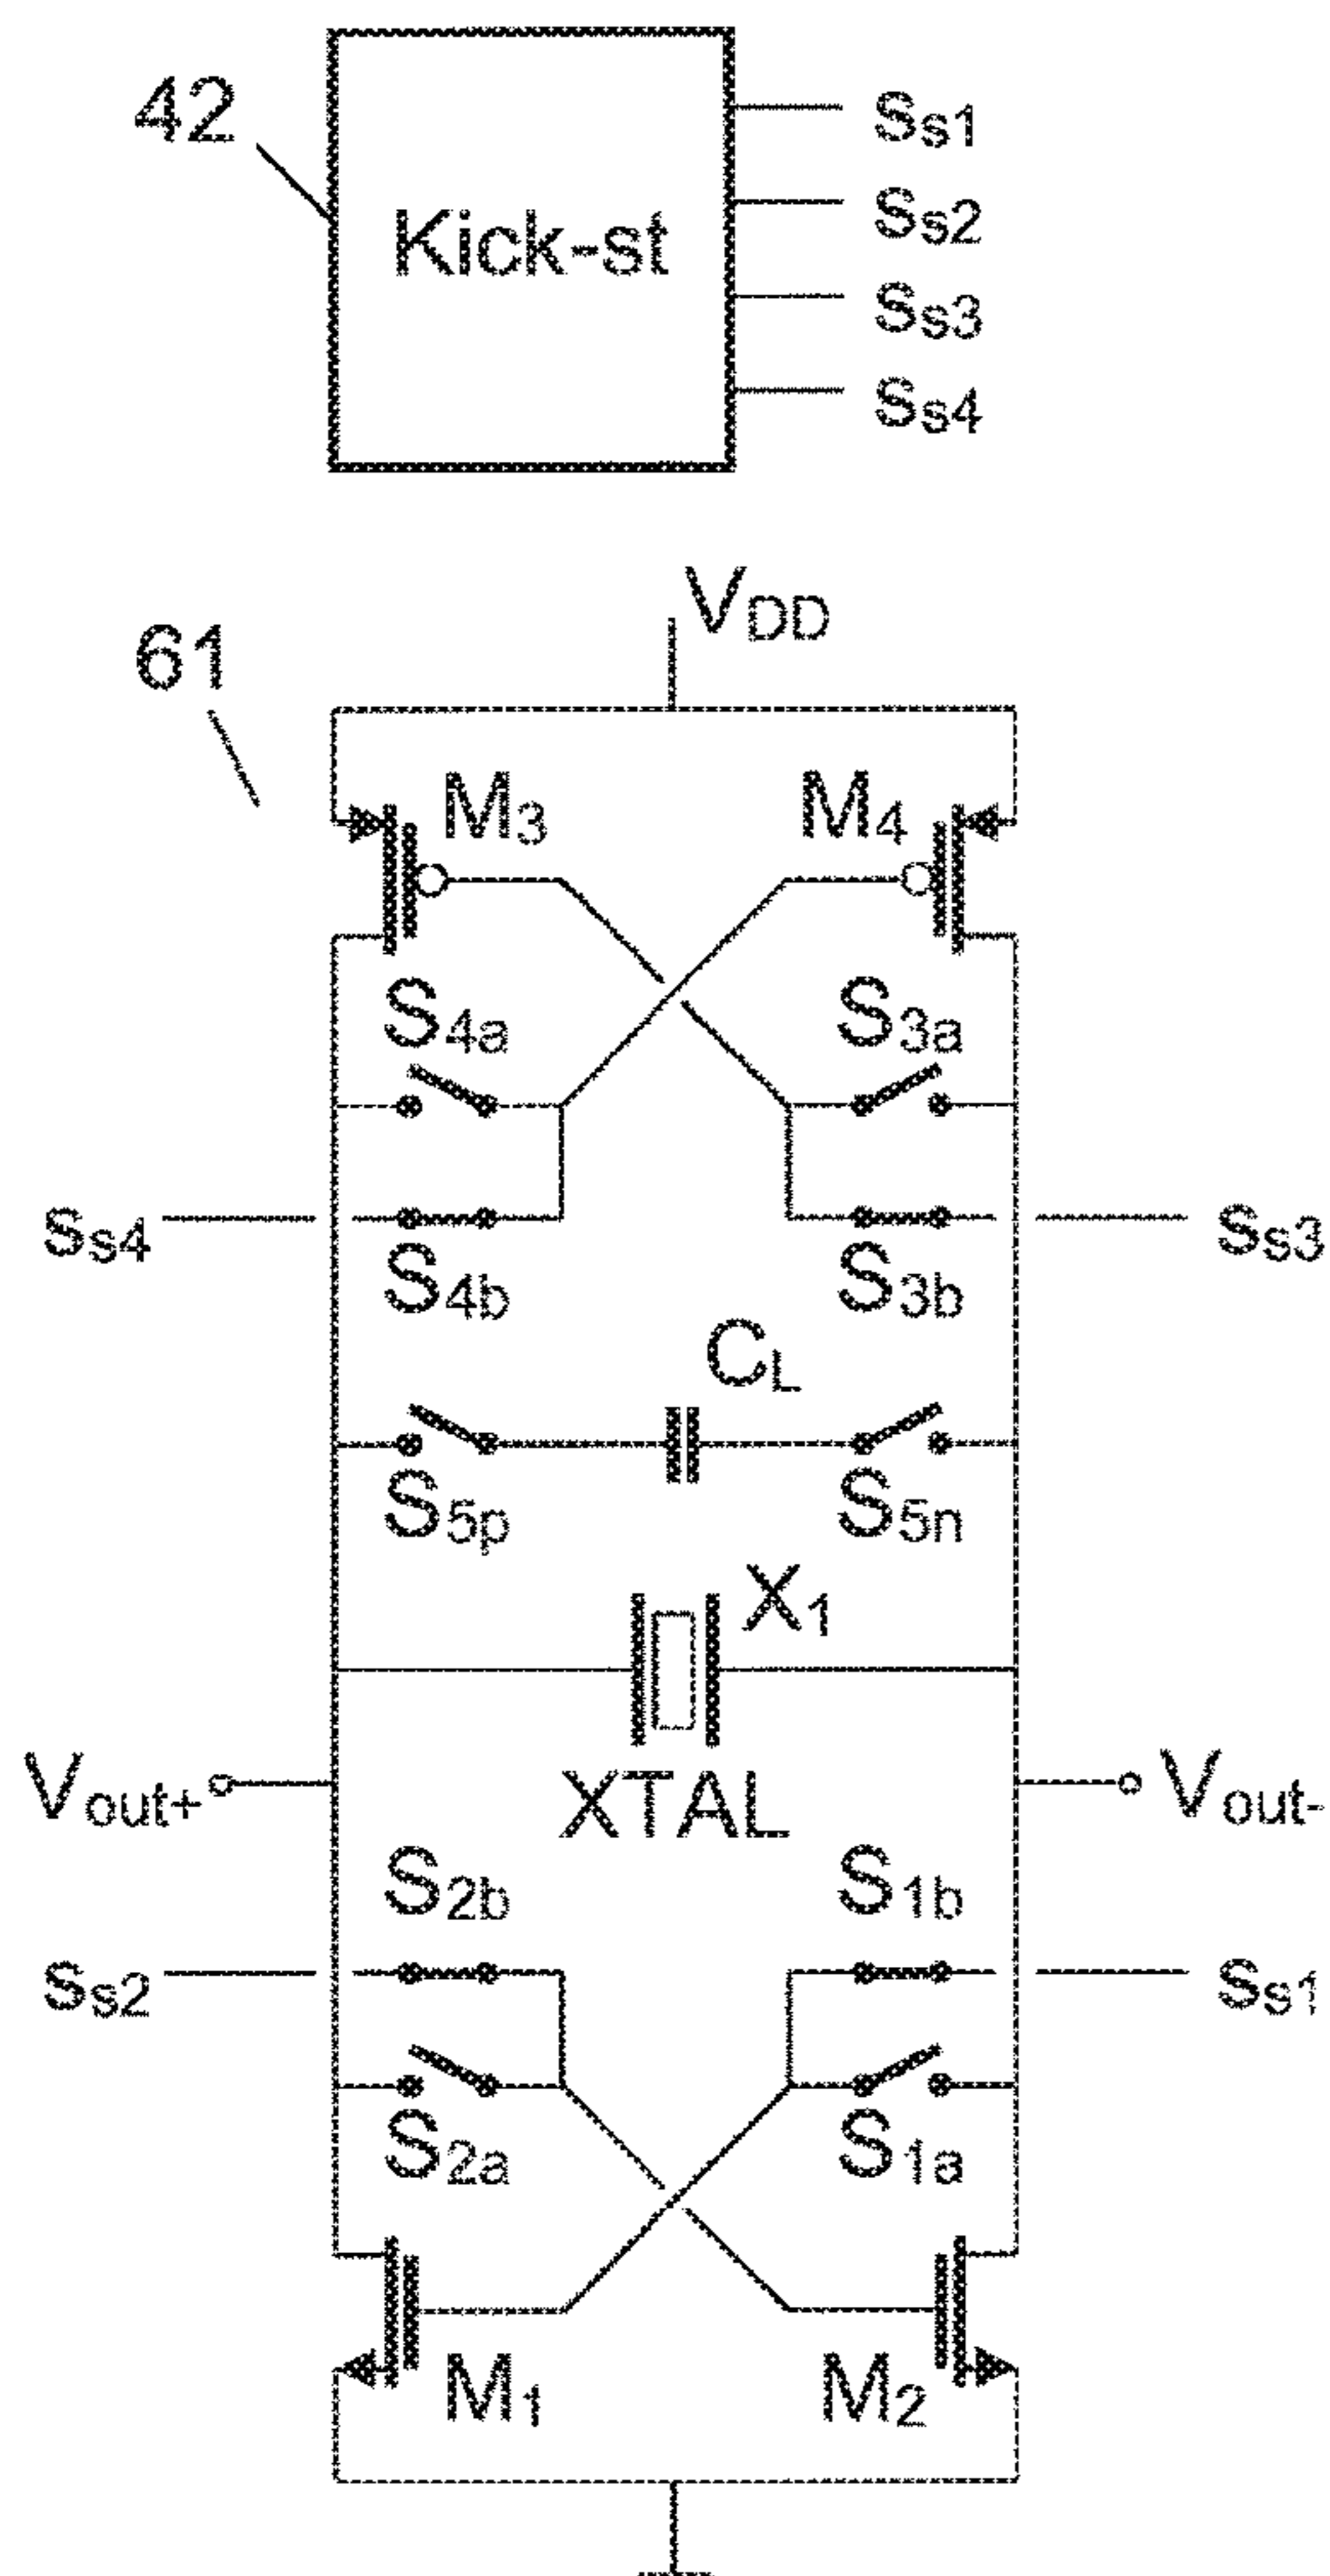 42
Kick-st
Ss1
Ss2
Ss3
Ss4
VDD
61
M3
M4
S4a
S3a
Ss4
Ss3
S4b
S3b
CL
S5p
S5n
X1
Vout+
XTAL
Vout-
S2b
S1b
Ss2
Ss1
S2a
S1a
M1
M2